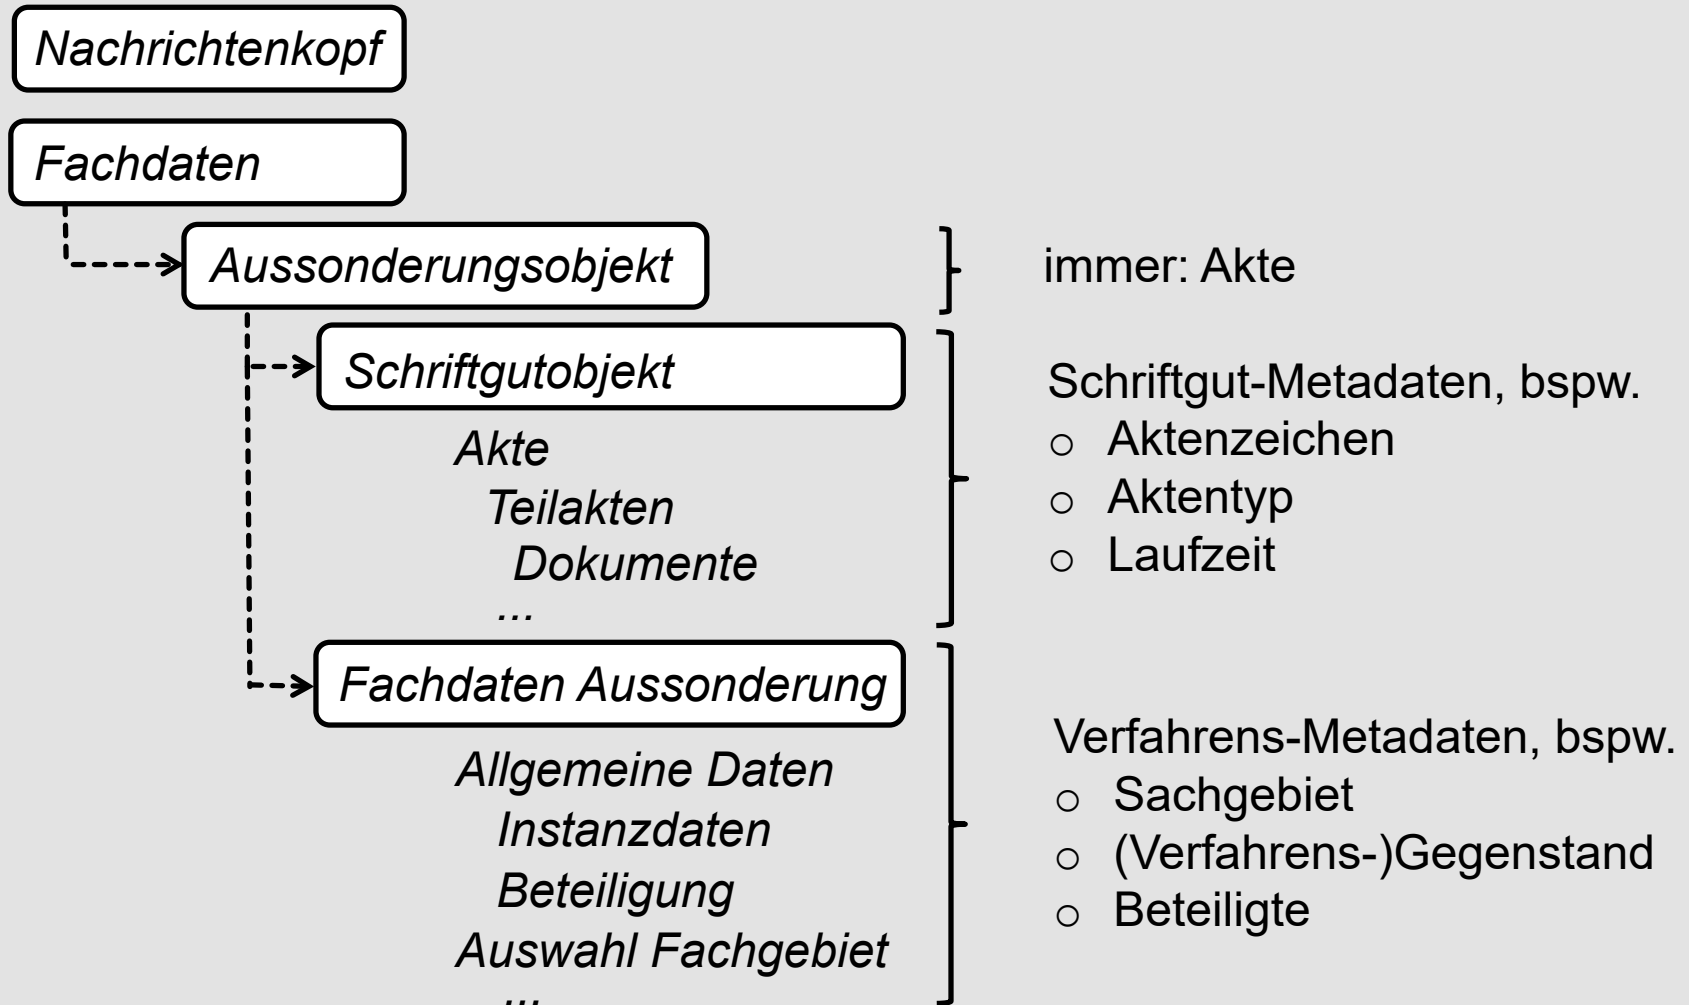 Nachrichtenkopf
Fachdaten
Aussonderungsobjekt
immer: Akte
Schriftgutobjekt
Akte
Teilakten
Dokumente
...
Schriftgut-Metadaten, bspw.
o Aktenzeichen
o Aktentyp
o Laufzeit
Fachdaten Aussonderung
Allgemeine Daten
Instanzdaten
Beteiligung
Auswahl Fachgebiet
...
Verfahrens-Metadaten, bspw.
o Sachgebiet
o (Verfahrens-)Gegenstand
o Beteiligte